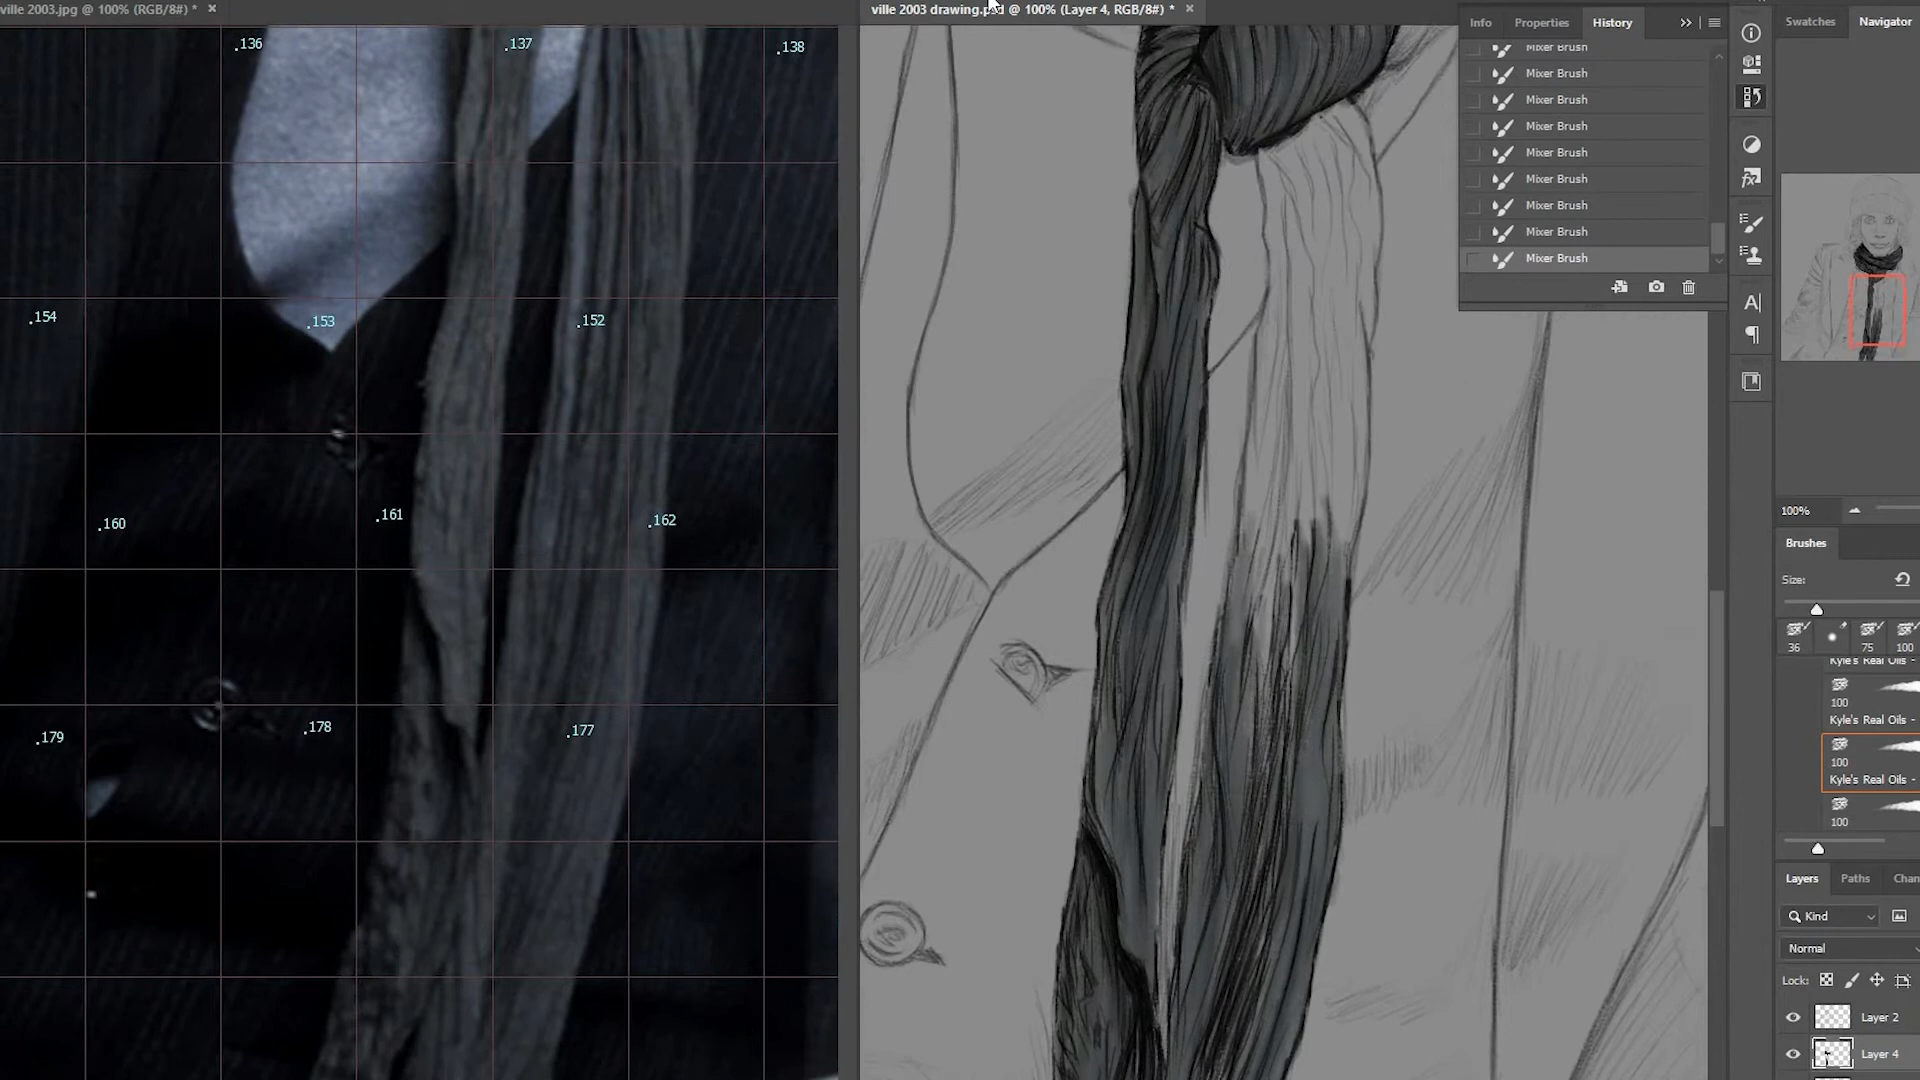 ville 2003.jpg @ 100% (RGB/8#) *
ville 2003 drawing.psd @ 100% (Layer 4, RGB/8#) *
.136
.137
.138
.154
.153
.152
.160
.161
.162
.179
.178
.177
Info
Properties
History
Mixer Brush
Mixer Brush
Mixer Brush
Mixer Brush
Mixer Brush
Mixer Brush
Mixer Brush
Mixer Brush
Mixer Brush
Swatches
Navigator
100%
Brushes
Size:
36
75
100
Kyle's Real Oils -
100
Kyle's Real Oils -
100
Kyle's Real Oils -
100
Layers
Paths
Chan
Kind
Normal
Lock:
Layer 2
Layer 4